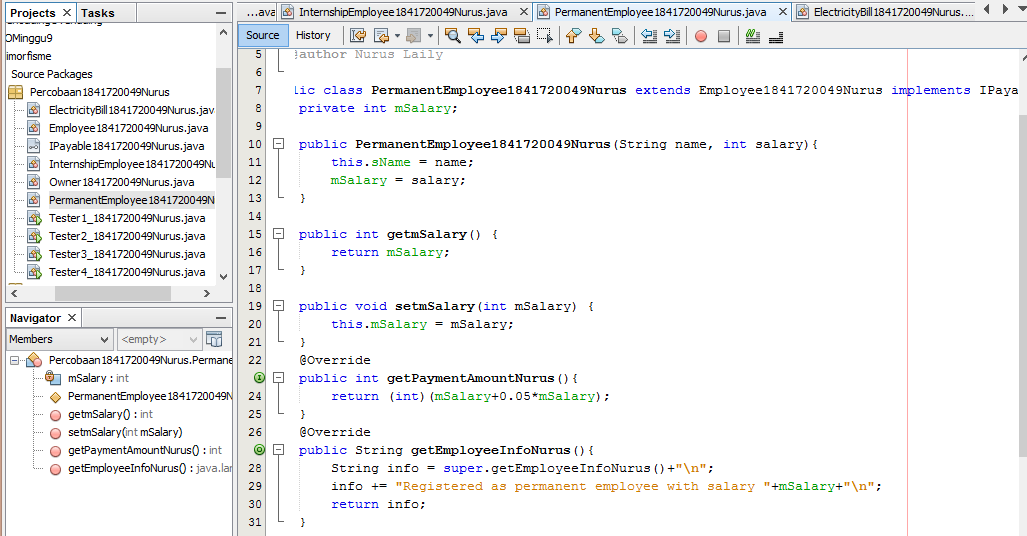 Projects × Tasks
OMinggu9
imorfisme
Source Packages
Percobaan1841720049Nurus
ElectricityBill1841720049Nurus.jav
Employee1841720049Nurus.java
IPayable1841720049Nurus.java
InternshipEmployee1841720049Nu
Owner1841720049Nurus.java
PermanentEmployee1841720049N
Tester1_1841720049Nurus.java
Tester2_1841720049Nurus.java
Tester3_1841720049Nurus.java
Tester4_1841720049Nurus.java
Navigator ×
Members <empty>
Percobaan1841720049Nurus.Permane
mSalary : int
PermanentEmployee1841720049N
getmSalary() : int
setmSalary(int mSalary)
getPaymentAmountNurus() : int
getEmployeeInfoNurus() : java.lan
...ava InternshipEmployee1841720049Nurus.java × PermanentEmployee1841720049Nurus.java × ElectricityBill1841720049Nurus....
Source History
5 @author Nurus Laily
6
7 lic class PermanentEmployee1841720049Nurus extends Employee1841720049Nurus implements IPaya
8 private int mSalary;
9
10 public PermanentEmployee1841720049Nurus(String name, int salary){
11 this.sName = name;
12 mSalary = salary;
13 }
14
15 public int getmSalary() {
16 return mSalary;
17 }
18
19 public void setmSalary(int mSalary) {
20 this.mSalary = mSalary;
21 }
22 @Override
public int getPaymentAmountNurus(){
24 return (int)(mSalary+0.05*mSalary);
25 }
26 @Override
public String getEmployeeInfoNurus(){
28 String info = super.getEmployeeInfoNurus()+"\n";
29 info += "Registered as permanent employee with salary "+mSalary+"\n";
30 return info;
31 }